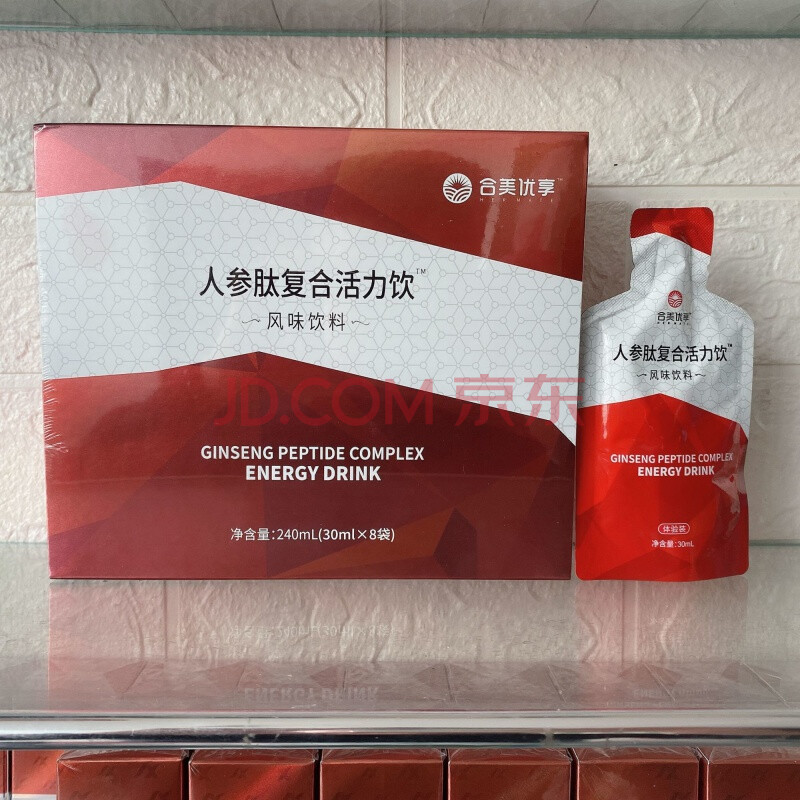 合美优享™
人参肽复合活力饮™
～风味饮料～
GINSENG PEPTIDE COMPLEX
ENERGY DRINK
净含量:240mL(30ml×8袋)
合美优享
人参肽复合活力饮™
～风味饮料～
GINSENG PEPTIDE COMPLEX
ENERGY DRINK
体验装
净含量:30mL
JD.COM 京东